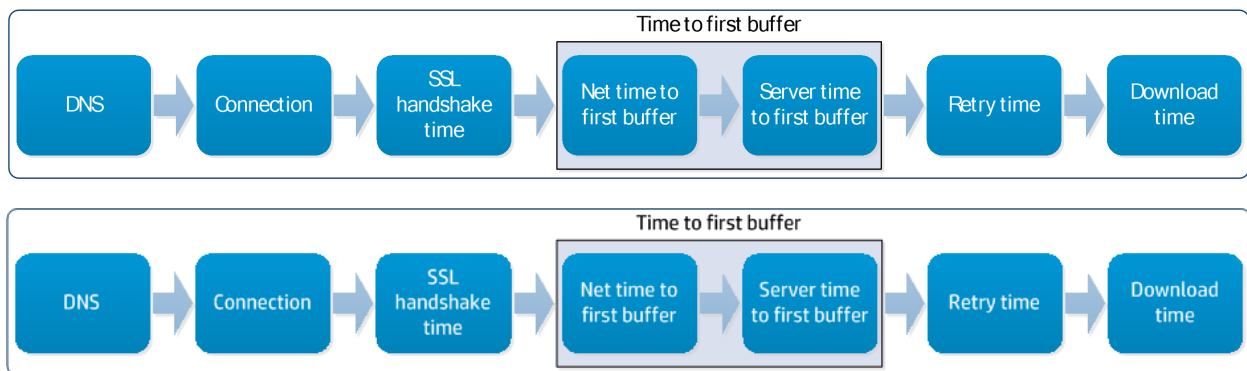 Time to first buffer
DNS
Connection
SSL
handshake
time
Net time to
first buffer
Server time
to first buffer
Retry time
Download
time
Time to first buffer
DNS
Connection
SSL
handshake
time
Net time to
first buffer
Server time
to first buffer
Retry time
Download
time